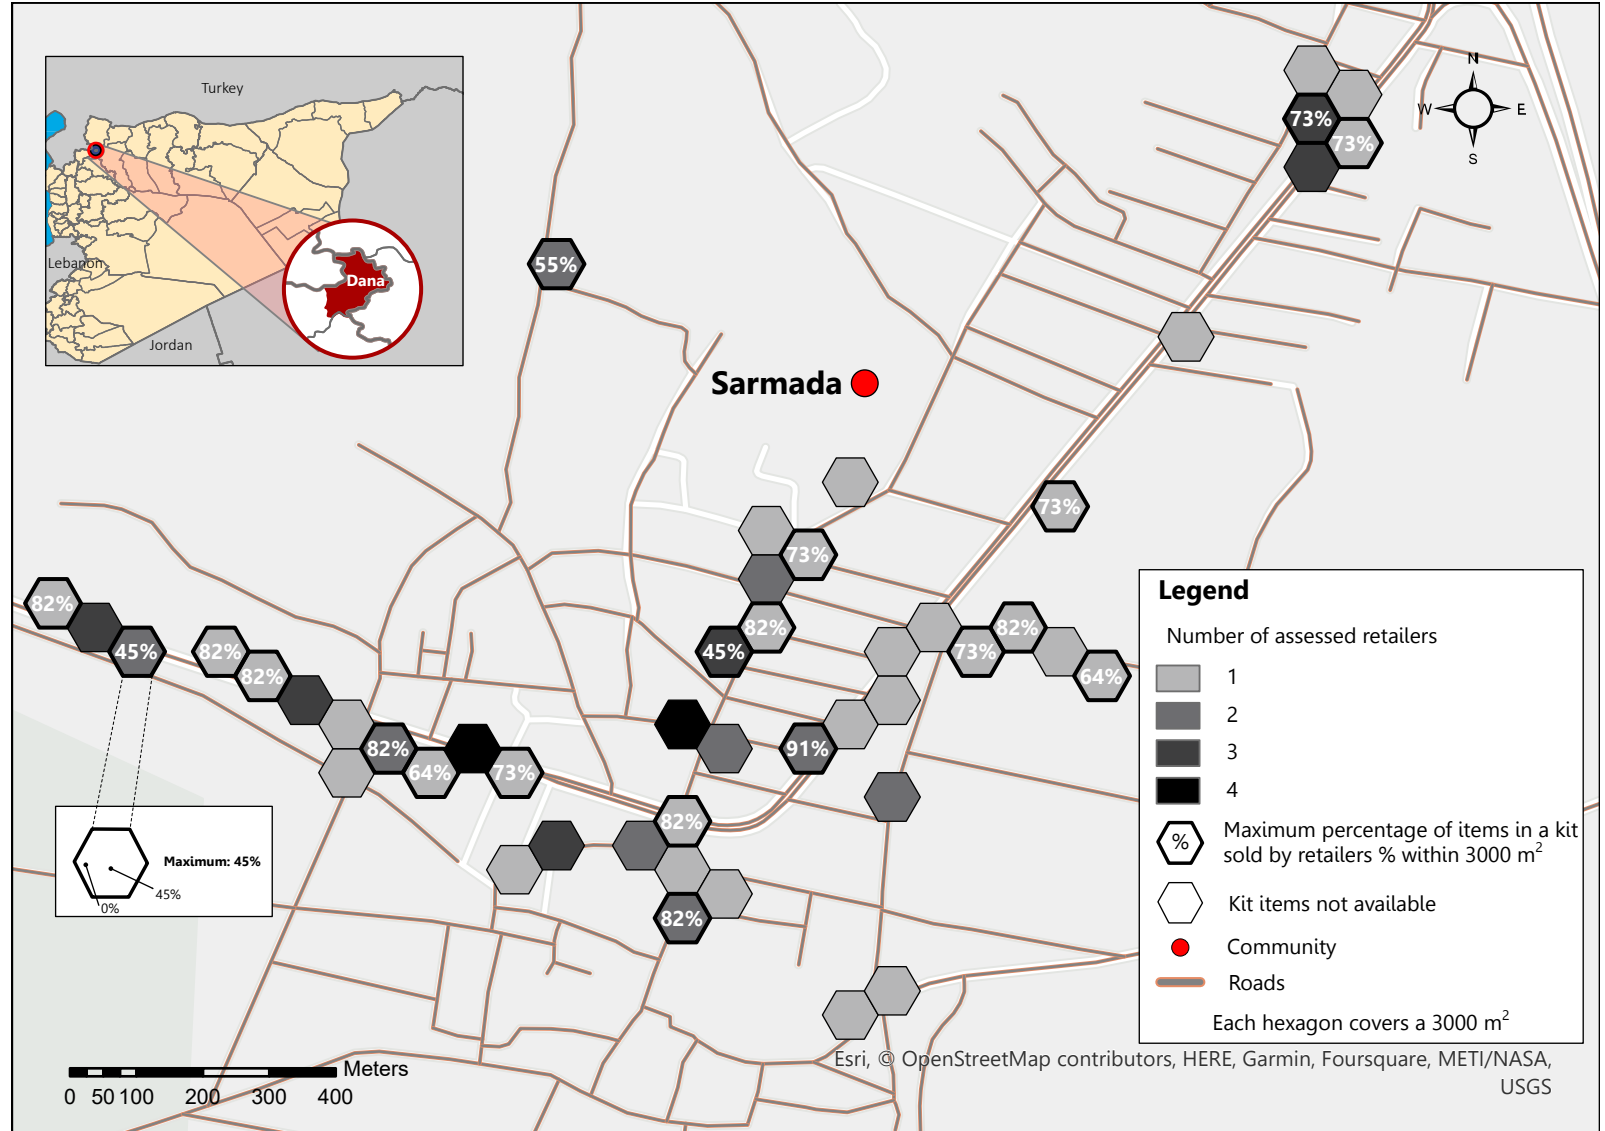 Turkey
Lebanon
Dana
Jordan
N
W
E
S
73%
73%
55%
Sarmada
73%
73%
82%
82%
45%
82%
82%
45%
82%
73%
64%
91%
82%
64%
73%
82%
82%
Maximum: 45%
45%
0%
Legend
Number of assessed retailers
1
2
3
4
% Maximum percentage of items in a kit
sold by retailers % within 3000 m²
Kit items not available
Community
Roads
Each hexagon covers a 3000 m²
Meters
0 50 100 200 300 400
Esri, © OpenStreetMap contributors, HERE, Garmin, Foursquare, METI/NASA,
USGS